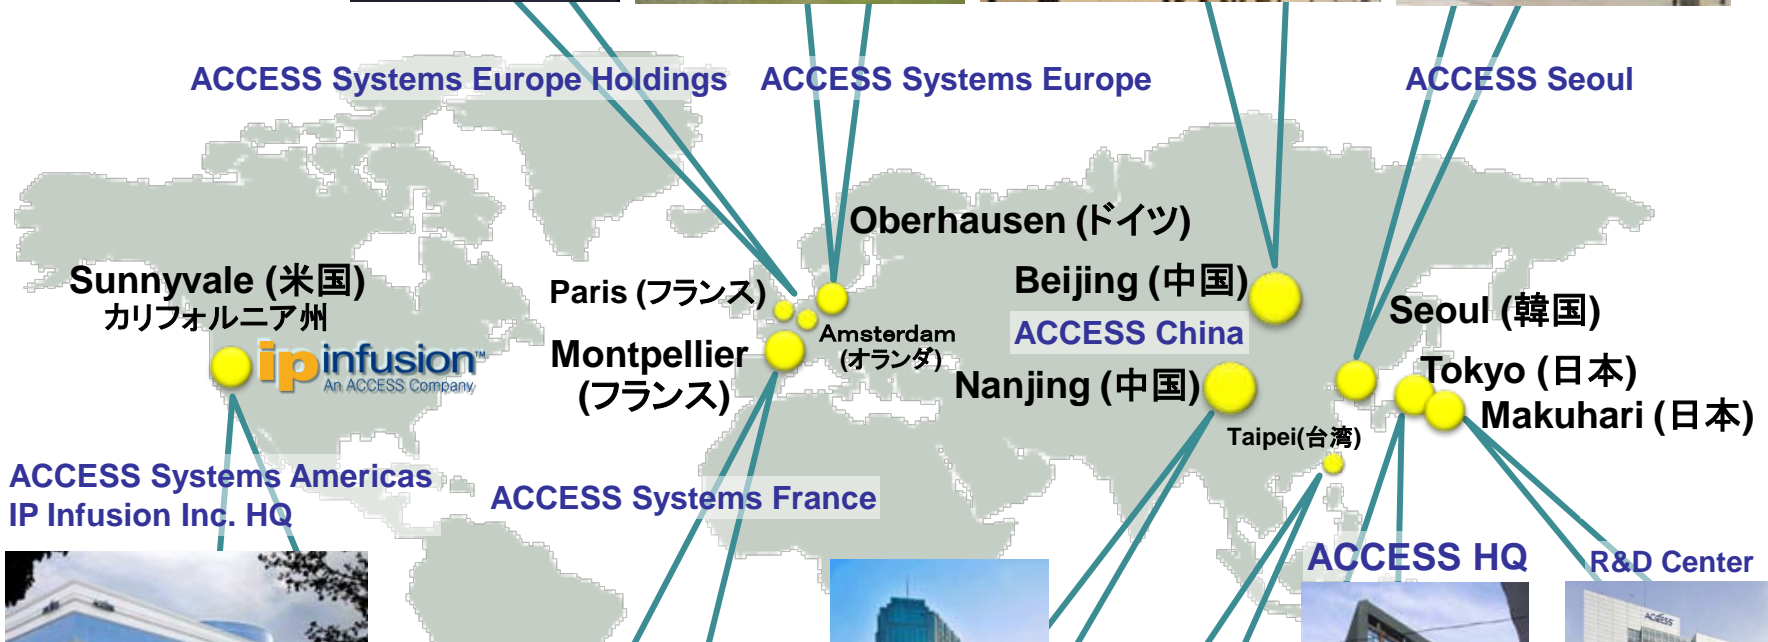 ACCESS Systems Europe Holdings
ACCESS Systems Europe
ACCESS Seoul
Oberhausen (ドイツ)
Sunnyvale (米国)
カリフォルニア州
ip infusion™
An ACCESS Company
Paris (フランス)
Amsterdam
(オランダ)
Montpellier
(フランス)
Beijing (中国)
ACCESS China
Nanjing (中国)
Seoul (韓国)
Tokyo (日本)
Makuhari (日本)
Taipei(台湾)
ACCESS Systems Americas
IP Infusion Inc. HQ
ACCESS Systems France
ACCESS HQ
R&D Center
ACCESS